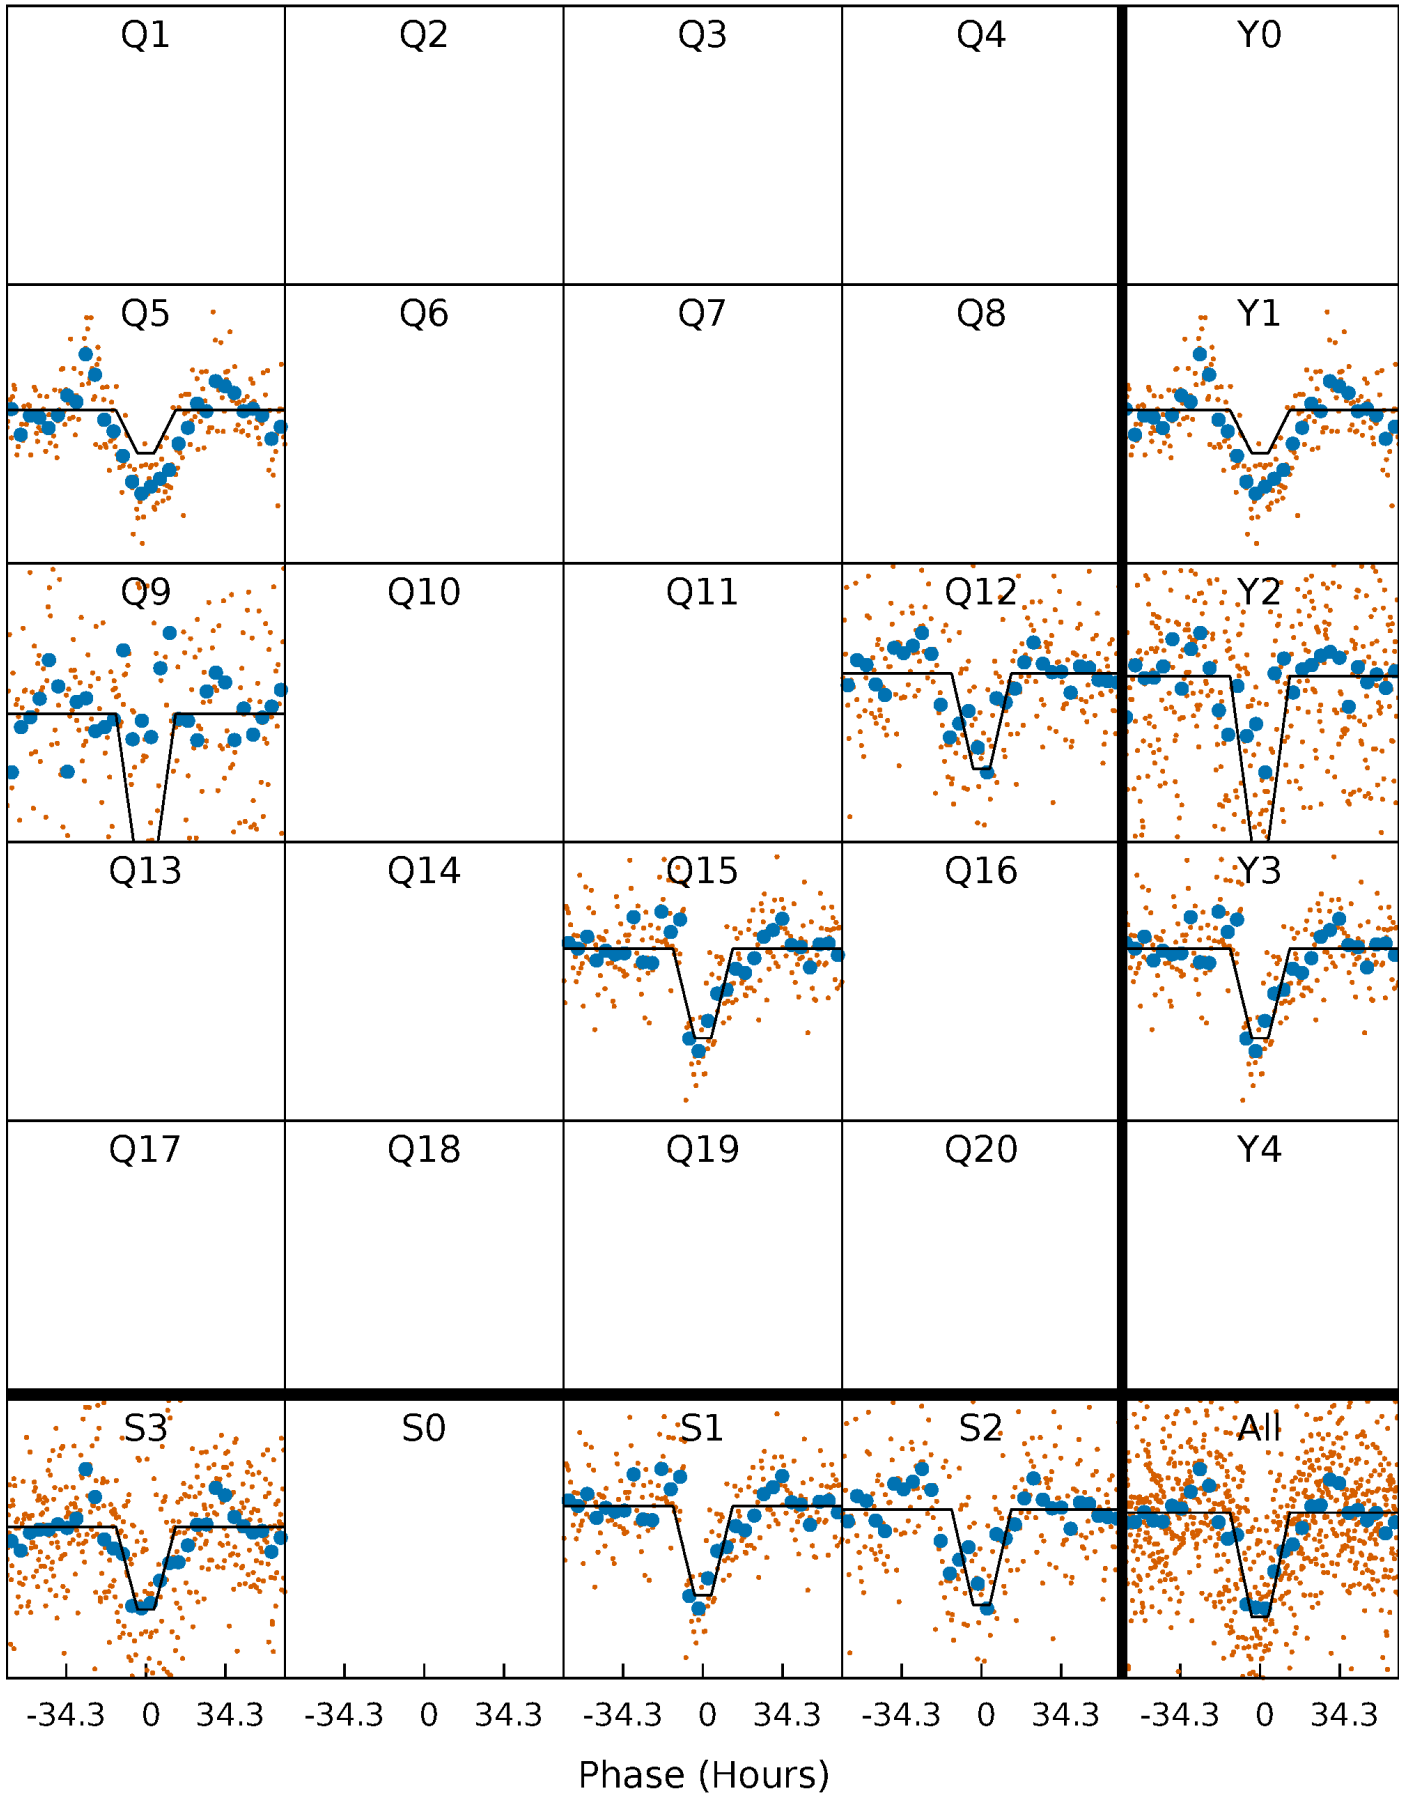 Q1 Q2 Q3 Q4 Y0
Q5 Q6 Q7 Q8 Y1
Q9 Q10 Q11 Q12 Y2
Q13 Q14 Q15 Q16 Y3
Q17 Q18 Q19 Q20 Y4
S3 S0 S1 S2 All
-34.3 0 34.3 -34.3 0 34.3 -34.3 0 34.3 -34.3 0 34.3 -34.3 0 34.3
Phase (Hours)